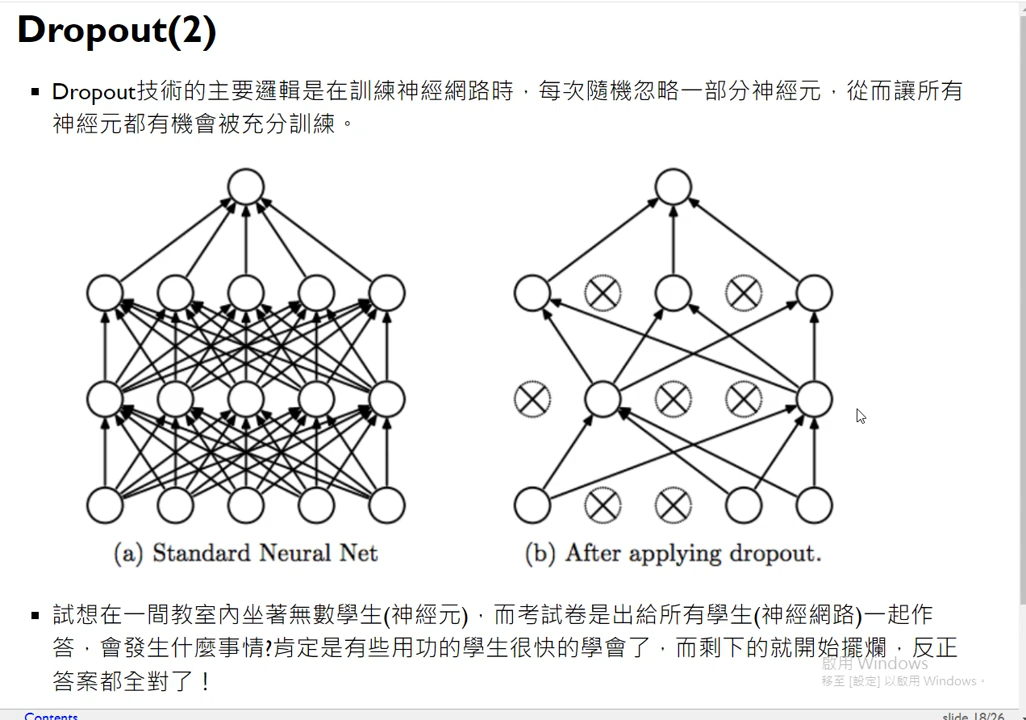 Dropout(2)
▪ Dropout技術的主要邏輯是在訓練神經網路時，每次隨機忽略一部分神經元，從而讓所有
神經元都有機會被充分訓練。
(a) Standard Neural Net
(b) After applying dropout.
▪ 試想在一間教室內坐著無數學生(神經元)，而考試卷是出給所有學生(神經網路)一起作
答，會發生什麼事情?肯定是有些用功的學生很快的學會了，而剩下的就開始擺爛，反正
答案都全對了！
啟用 Windows
移至 [設定] 以啟用 Windows。
Contents
slide 18/26